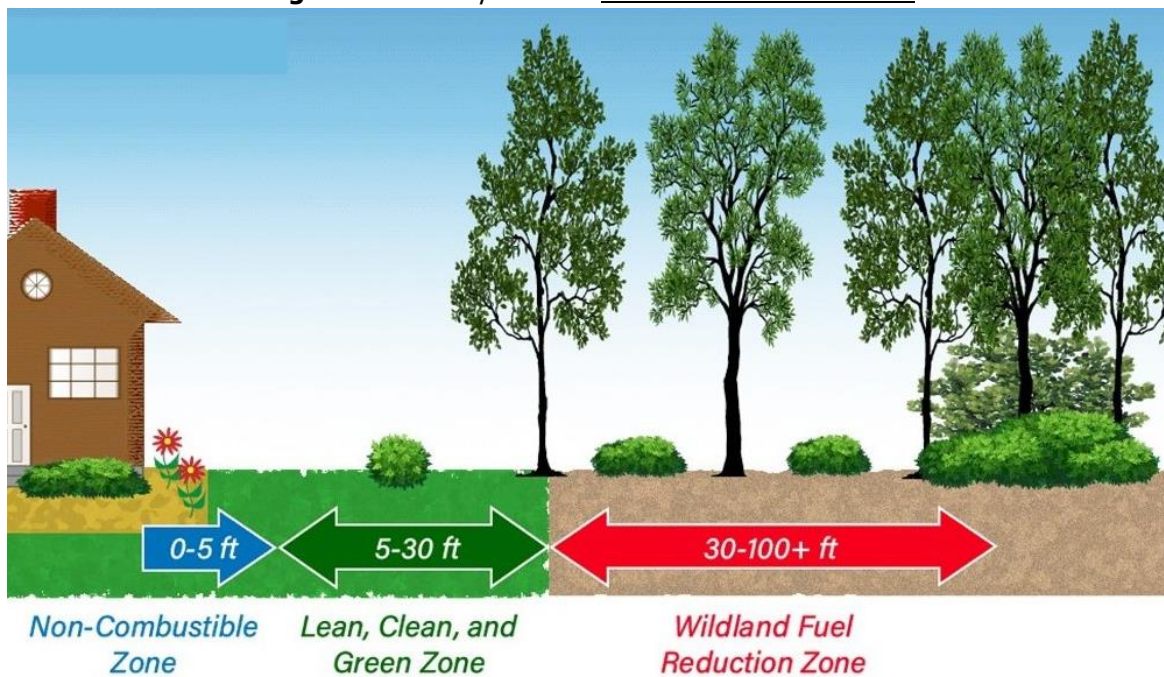 0-5 ft
5-30 ft
30-100+ ft
Non-Combustible
Zone
Lean, Clean, and
Green Zone
Wildland Fuel
Reduction Zone